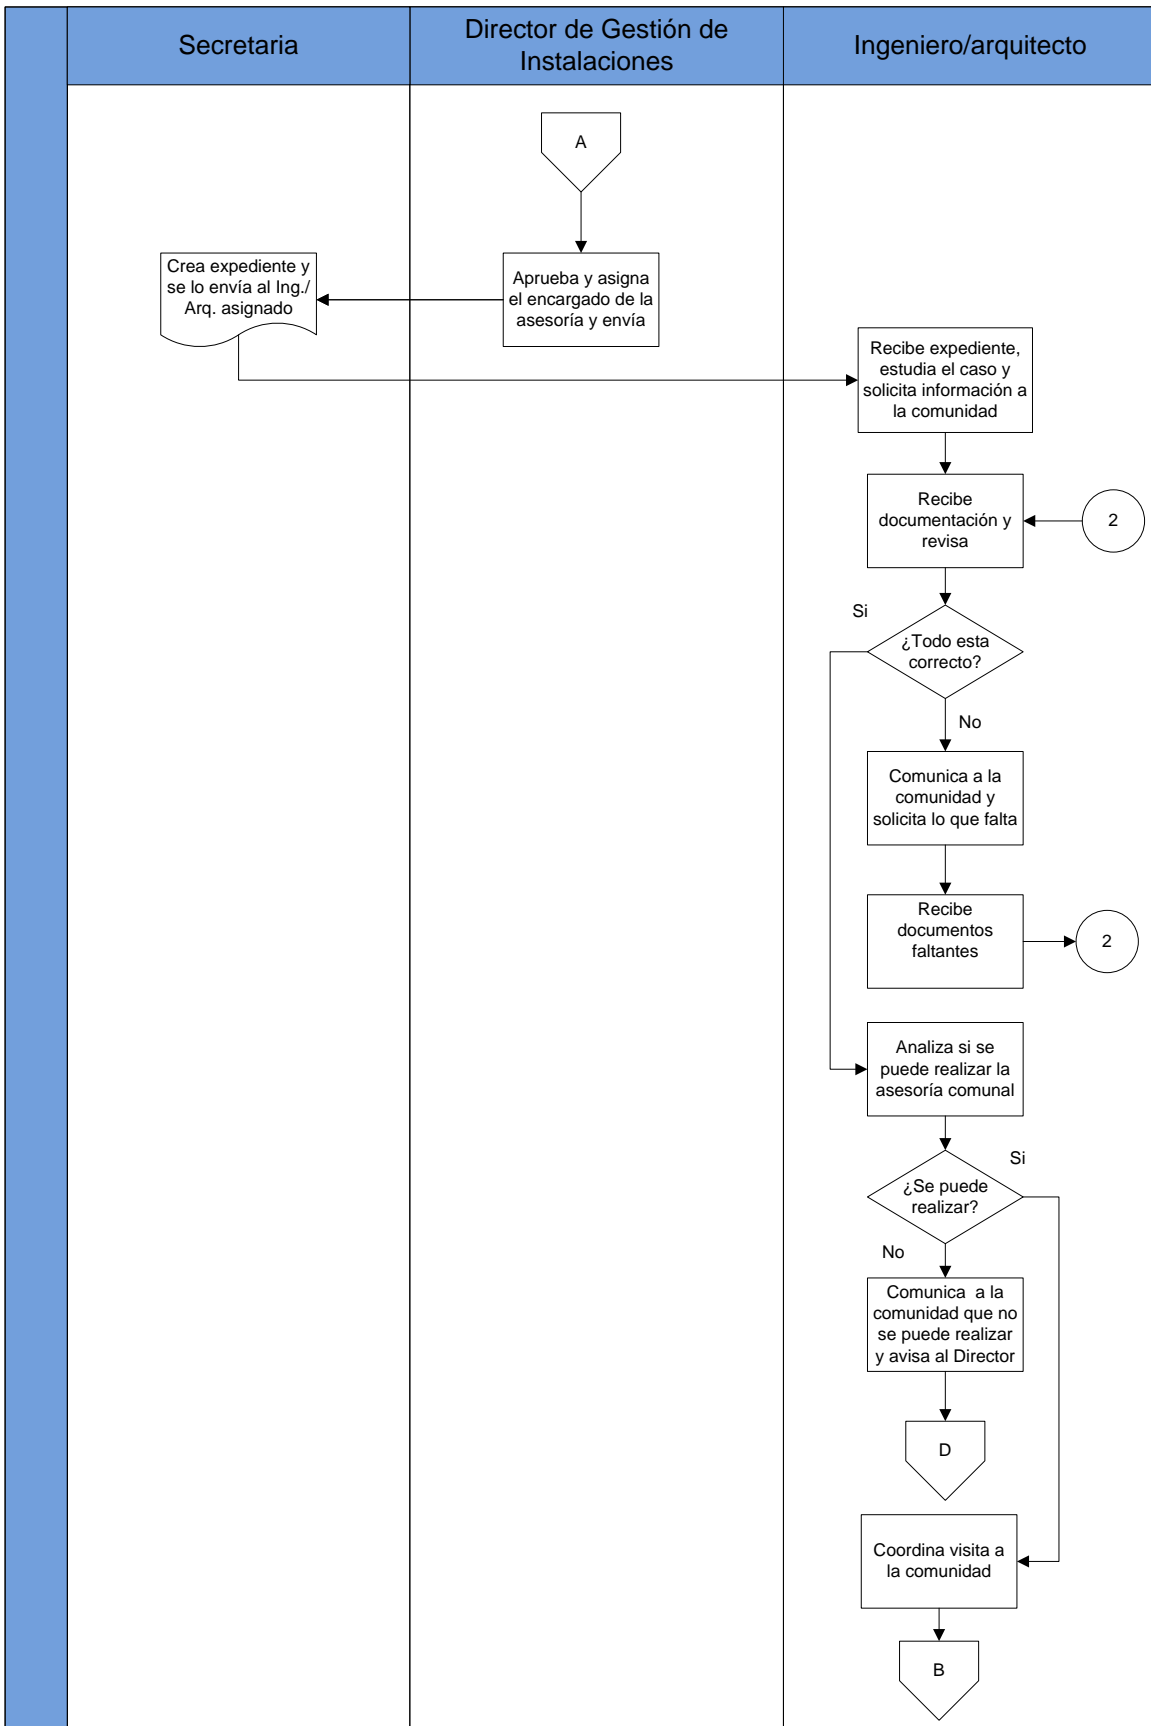 Secretaria
Director de Gestión de
Instalaciones
Ingeniero/arquitecto
A
Crea expediente y
se lo envía al Ing./
Arq. asignado
Aprueba y asigna
el encargado de la
asesoría y envía
Recibe expediente,
estudia el caso y
solicita información a
la comunidad
Recibe
documentación y
revisa
2
Si
¿Todo esta
correcto?
No
Comunica a la
comunidad y
solicita lo que falta
Recibe
documentos
faltantes
2
Analiza si se
puede realizar la
asesoría comunal
Si
¿Se puede
realizar?
No
Comunica  a la
comunidad que no
se puede realizar
y avisa al Director
D
Coordina visita a
la comunidad
B